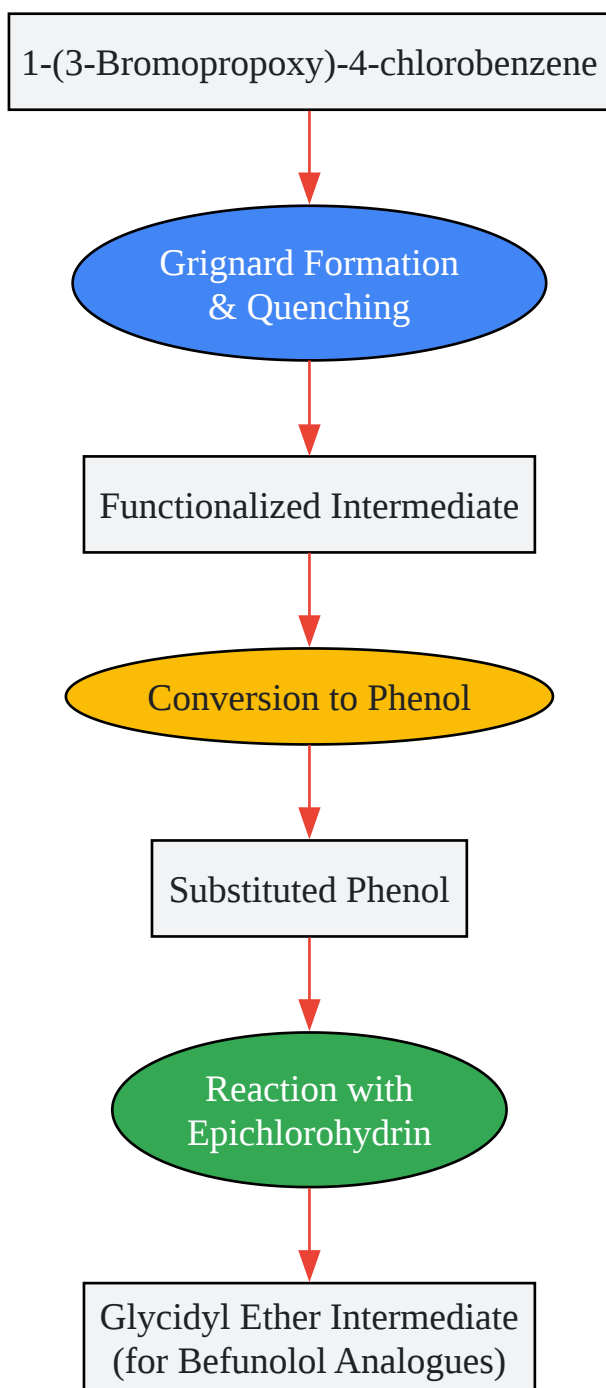 1-(3-Bromopropoxy)-4-chlorobenzene
Grignard Formation
& Quenching
Functionalized Intermediate
Conversion to Phenol
Substituted Phenol
Reaction with
Epichlorohydrin
Glycidyl Ether Intermediate
(for Befunolol Analogues)